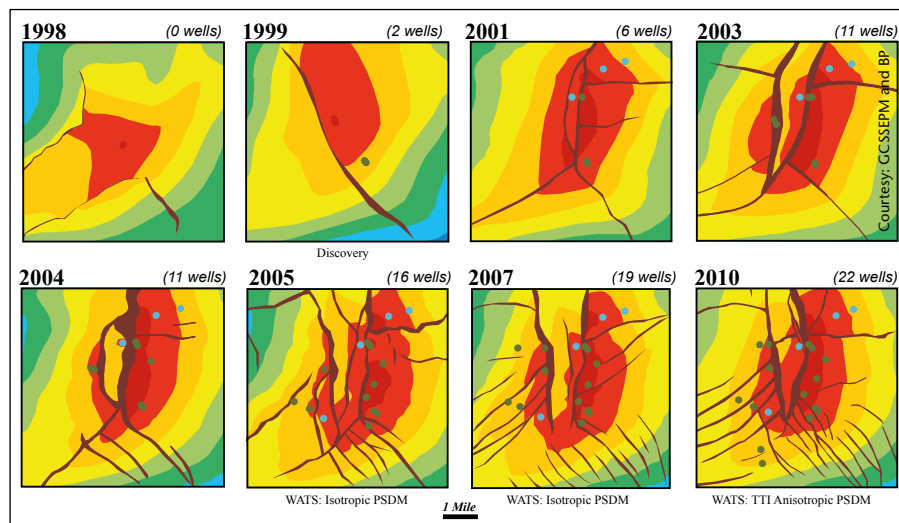 1998 (0 wells)
1999 (2 wells)
2001 (6 wells)
2003 (11 wells)
Courtesy: GCSSEPM and BP
Discovery
2004 (11 wells)
2005 (16 wells)
2007 (19 wells)
2010 (22 wells)
WATS: Isotropic PSDM
WATS: Isotropic PSDM
WATS: TTI Anisotropic PSDM
1 Mile